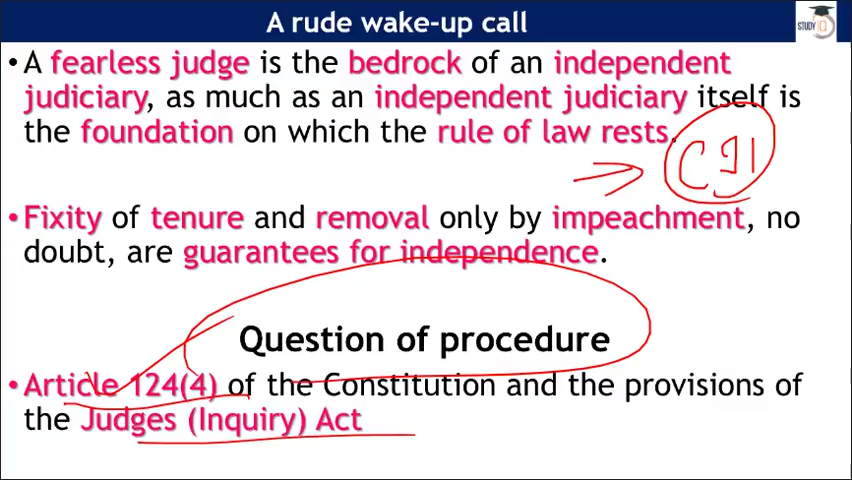 A rude wake-up call
STUDY IQ
• A fearless judge is the bedrock of an independent
judiciary, as much as an independent judiciary itself is
the foundation on which the rule of law rests.
CJI
• Fixity of tenure and removal only by impeachment, no
doubt, are guarantees for independence.
Question of procedure
• Article 124(4) of the Constitution and the provisions of
the Judges (Inquiry) Act